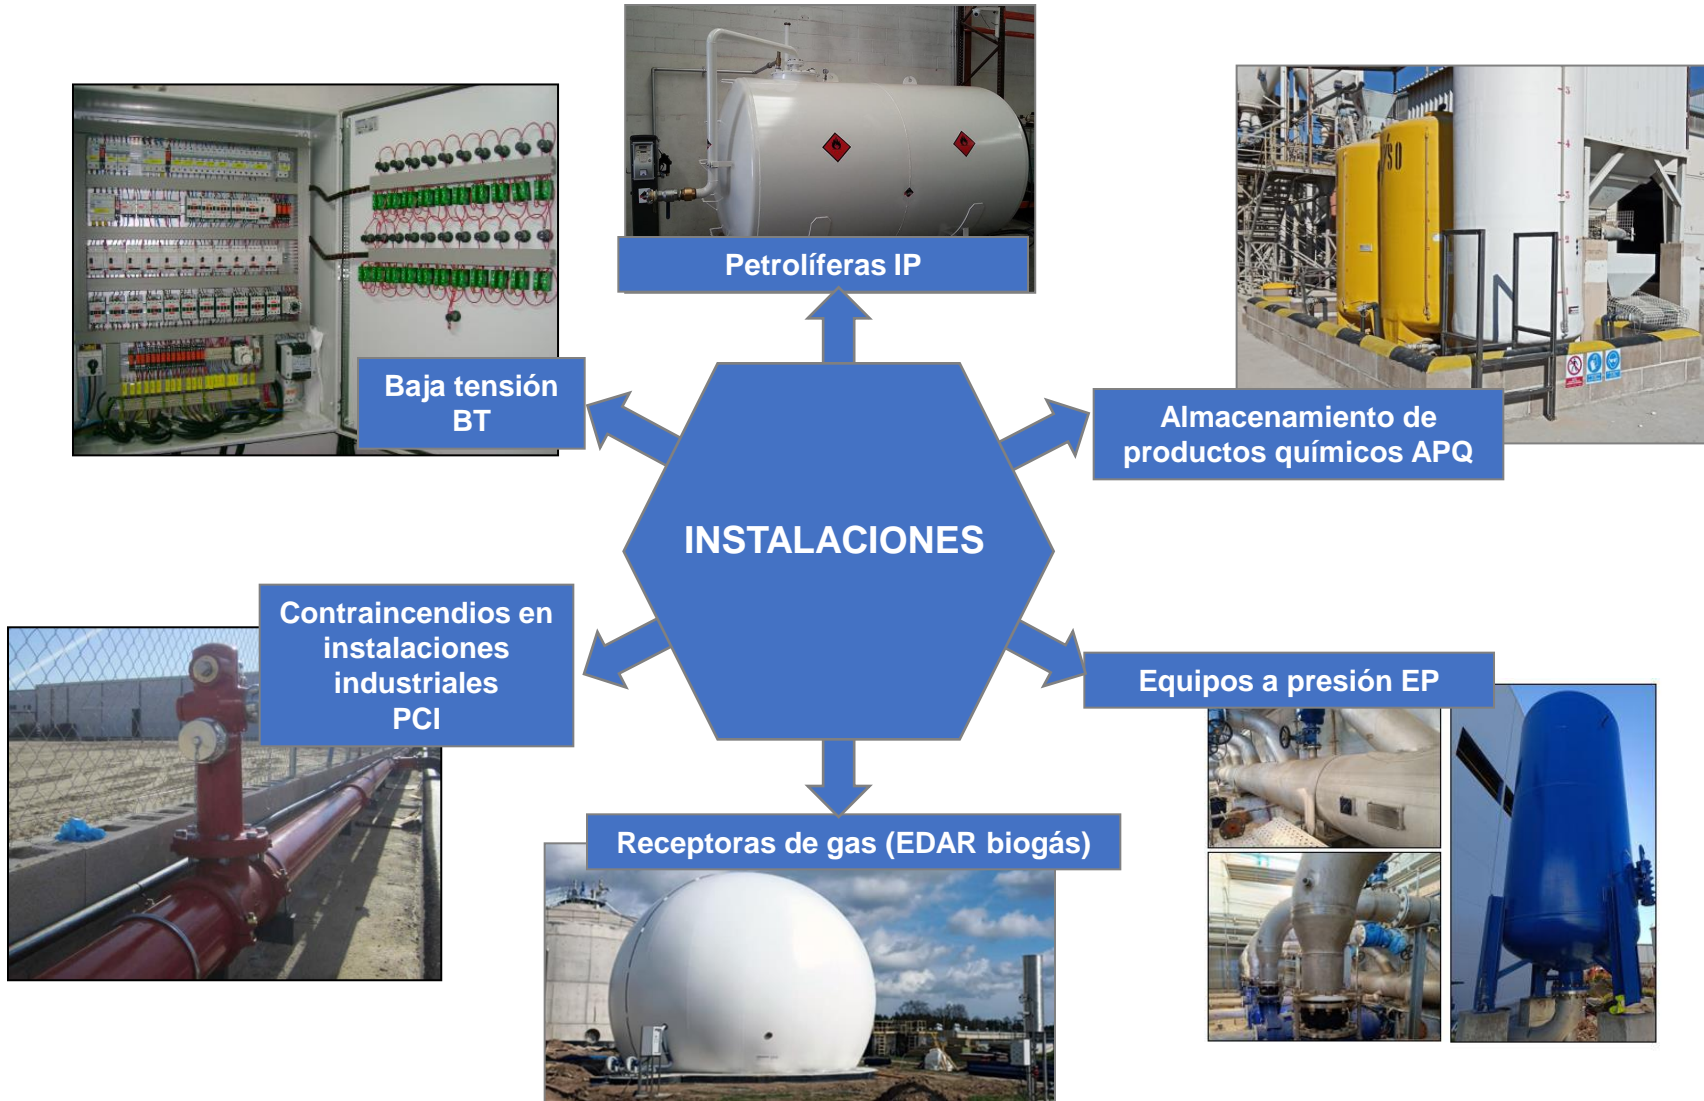 Petrolíferas IP
Baja tensión
BT
Almacenamiento de
productos químicos APQ
INSTALACIONES
Contraincendios en
instalaciones
industriales
PCI
Equipos a presión EP
Receptoras de gas (EDAR biogás)